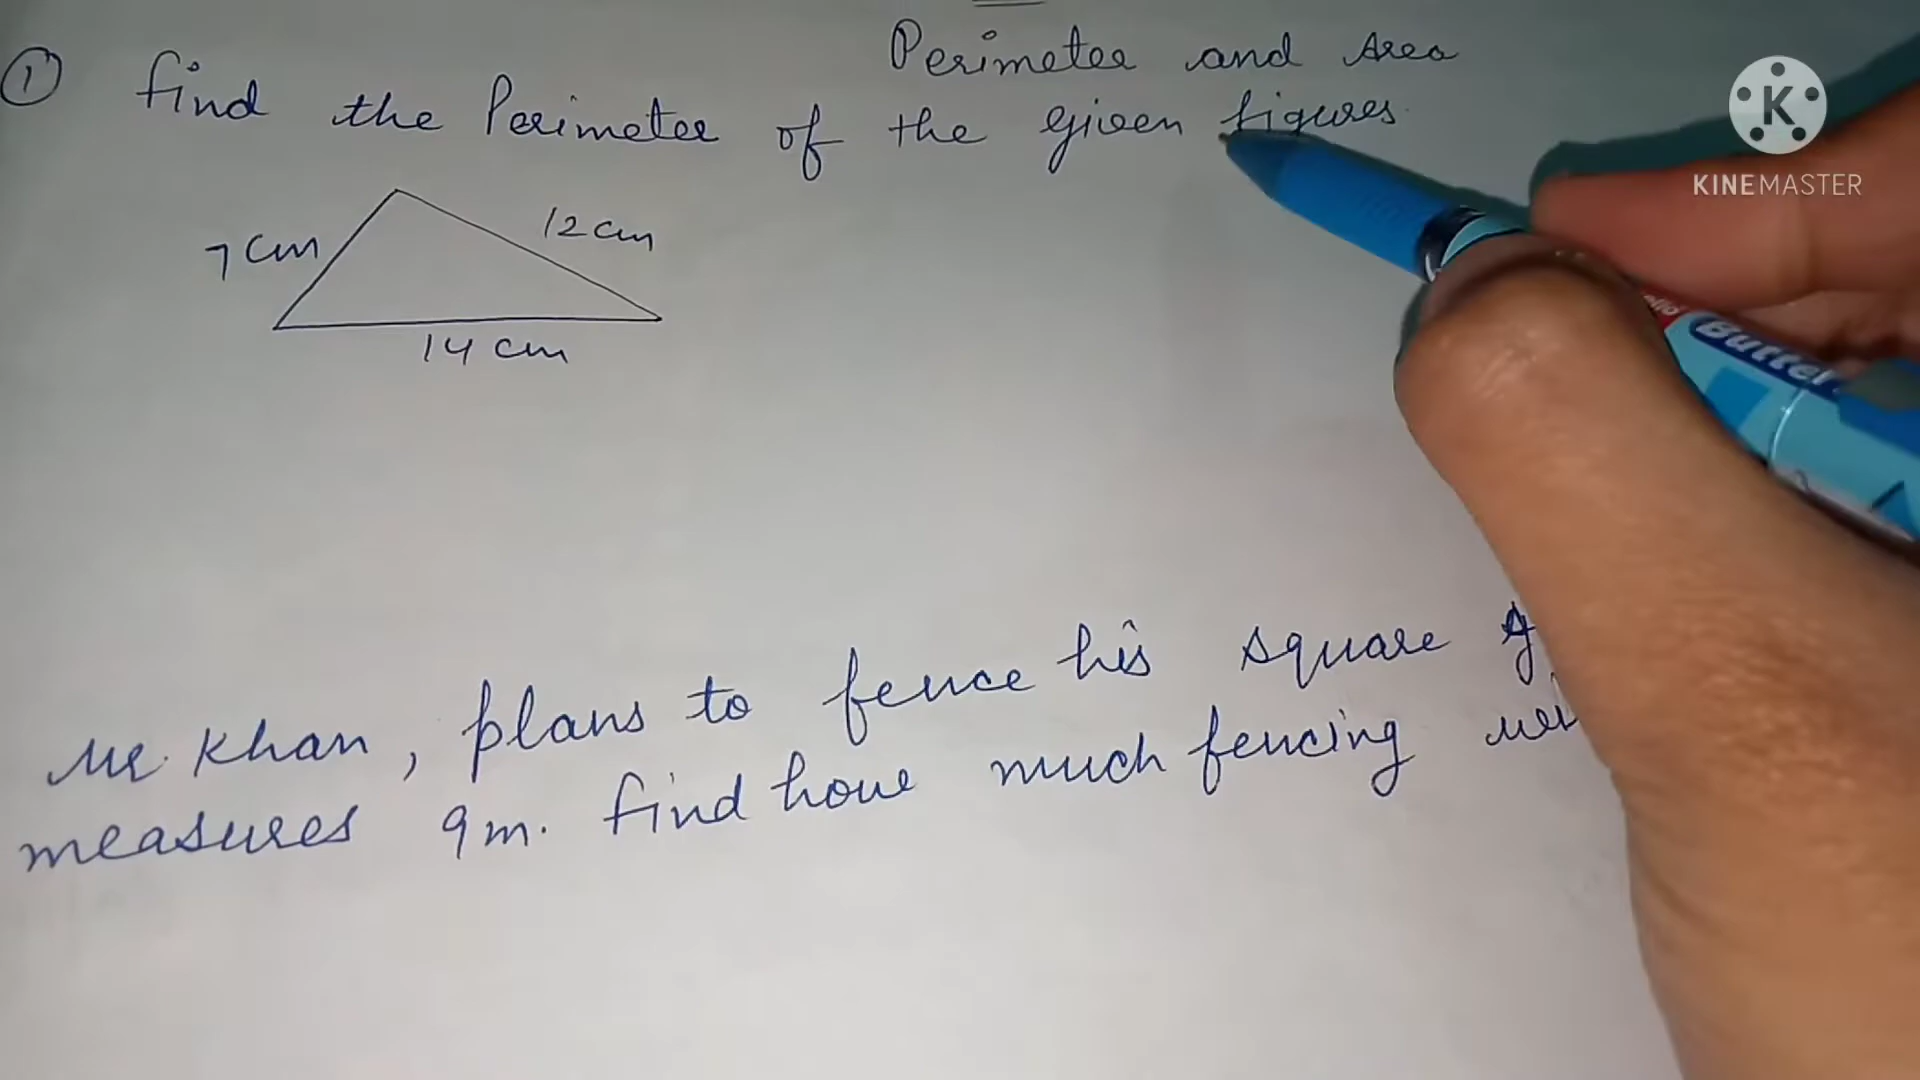 Perimeter and Area
① find the Perimeter of the given figures.
7 cm
12 cm
14 cm
Mr. Khan, plans to fence his square
measures 9m. find how much fencing
K
KINEMASTER
Butter